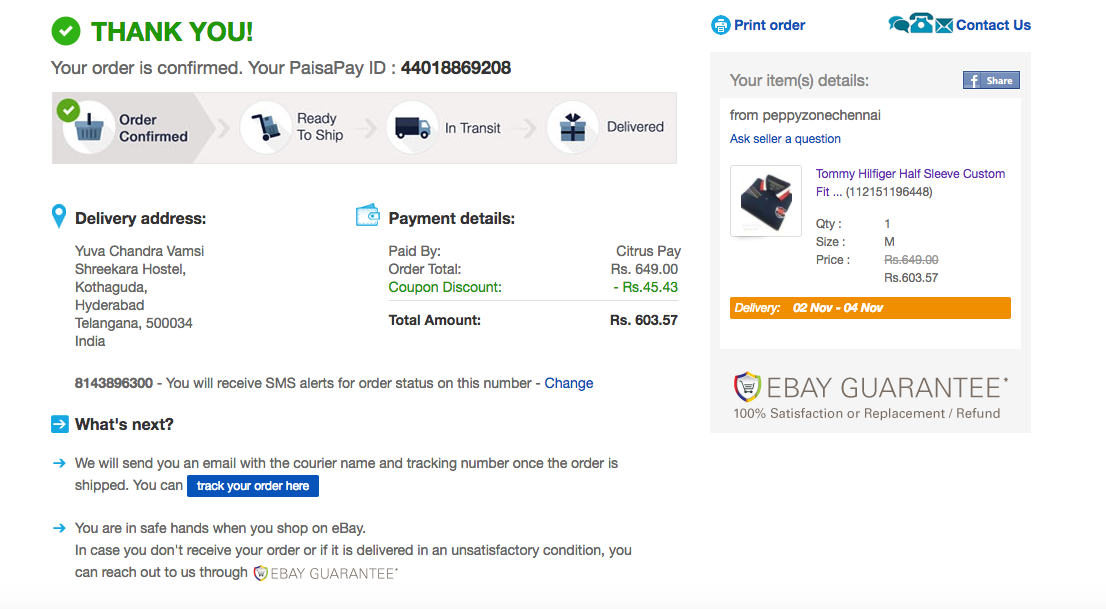 THANK YOU!
Your order is confirmed. Your PaisaPay ID : 44018869208
Order
Confirmed
Ready
To Ship
In Transit
Delivered
Delivery address:
Yuva Chandra Vamsi
Shreekara Hostel,
Kothaguda,
Hyderabad
Telangana, 500034
India
Payment details:
Paid By: Citrus Pay
Order Total: Rs. 649.00
Coupon Discount: - Rs.45.43
Total Amount: Rs. 603.57
8143896300 - You will receive SMS alerts for order status on this number - Change
What's next?
We will send you an email with the courier name and tracking number once the order is
shipped. You can track your order here
You are in safe hands when you shop on eBay.
In case you don't receive your order or if it is delivered in an unsatisfactory condition, you
can reach out to us through EBAY GUARANTEE*
Print order
Contact Us
Your item(s) details:
f Share
from peppyzonechennai
Ask seller a question
Tommy Hilfiger Half Sleeve Custom
Fit ... (112151196448)
Qty : 1
Size : M
Price : Rs.649.00
Rs.603.57
Delivery: 02 Nov - 04 Nov
EBAY GUARANTEE*
100% Satisfaction or Replacement / Refund